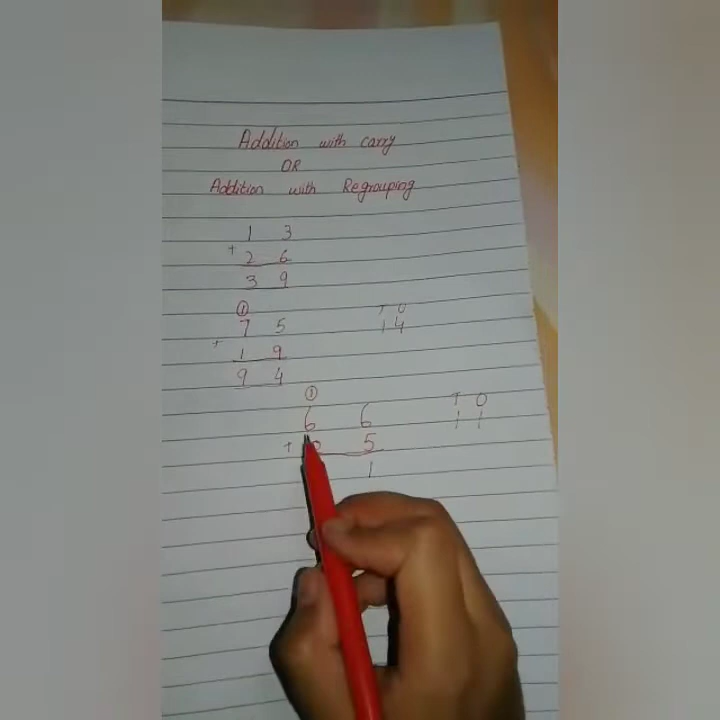 Addition with carry
OR
Addition with Regrouping
1 3
+ 2 6
3 9
①
7 5
+ 1 9
9 4
T O
1 4
①
6 6
+ 5
1
T O
1 1